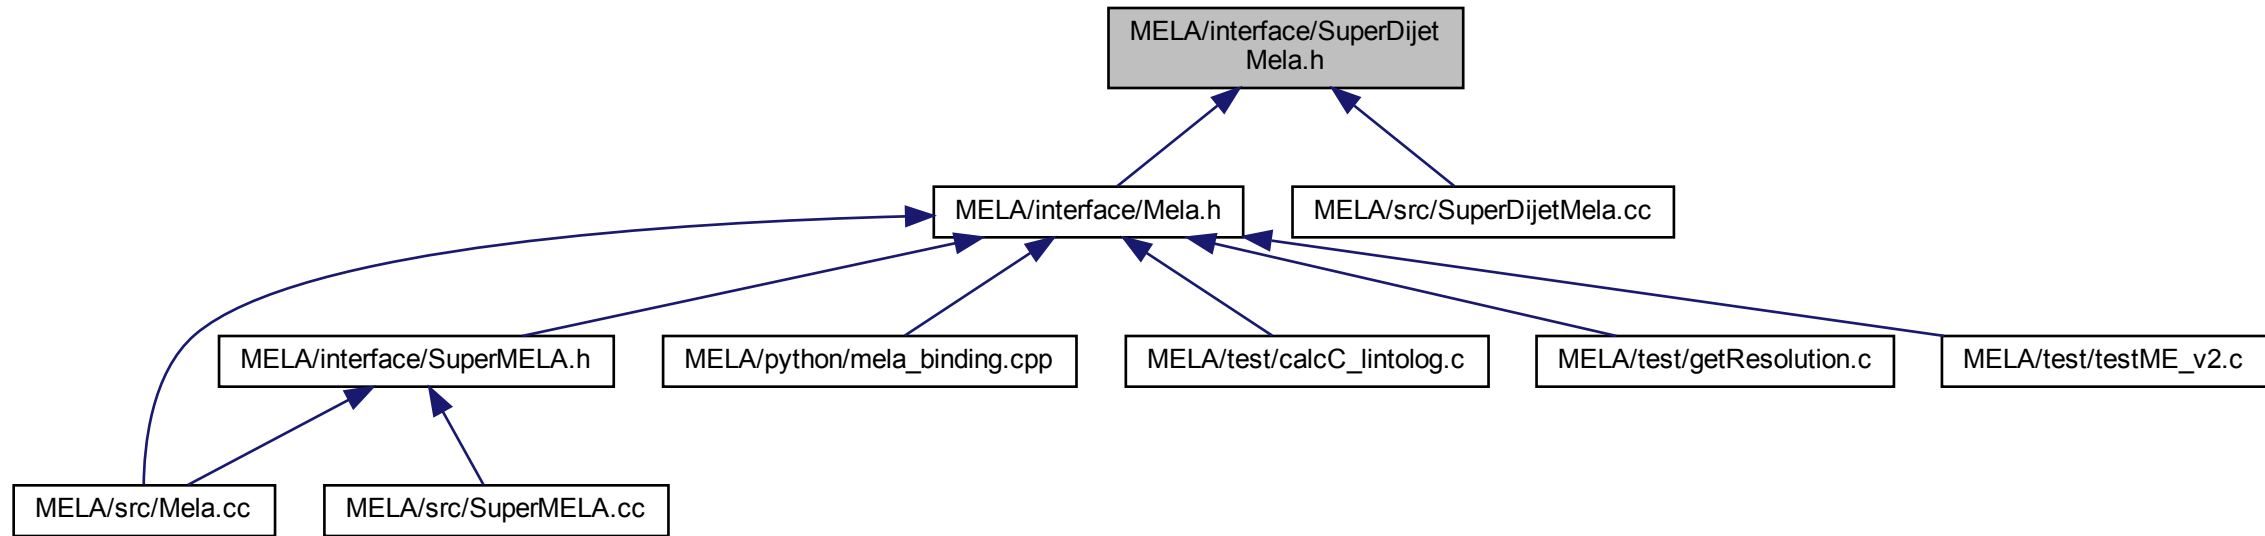 MELA/interface/SuperDijet
Mela.h
MELA/interface/Mela.h
MELA/src/SuperDijetMela.cc
MELA/interface/SuperMELA.h
MELA/python/mela_binding.cpp
MELA/test/calcC_lintolog.c
MELA/test/getResolution.c
MELA/test/testME_v2.c
MELA/src/Mela.cc
MELA/src/SuperMELA.cc